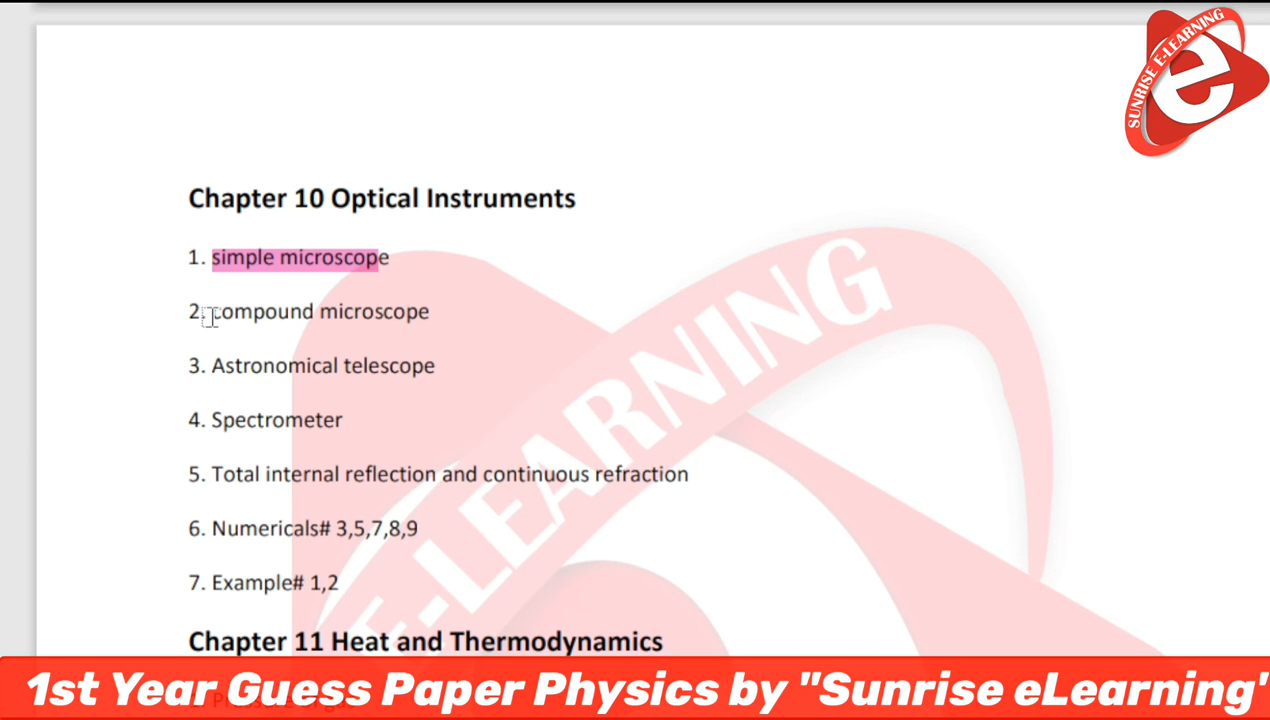 SUNRISE E-LEARNING
e
Chapter 10 Optical Instruments
1. simple microscope
2. compound microscope
3. Astronomical telescope
4. Spectrometer
5. Total internal reflection and continuous refraction
6. Numericals# 3,5,7,8,9
7. Example# 1,2
E-LEARNING
Chapter 11 Heat and Thermodynamics
1st Year Guess Paper Physics by "Sunrise eLearning"